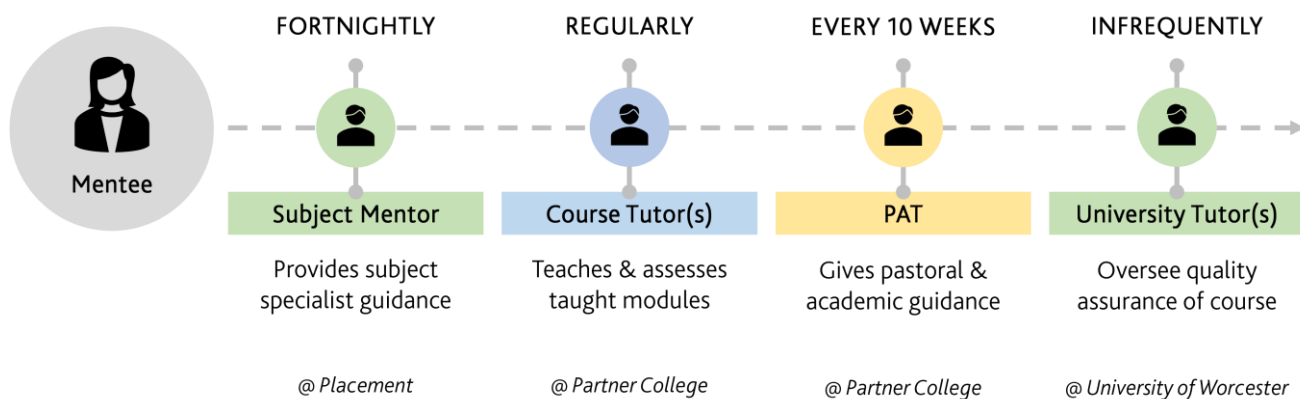 FORTNIGHTLY
REGULARLY
EVERY 10 WEEKS
INFREQUENTLY
Mentee
Subject Mentor
Course Tutor(s)
PAT
University Tutor(s)
Provides subject
specialist guidance
Teaches & assesses
taught modules
Gives pastoral &
academic guidance
Oversee quality
assurance of course
@ Placement
@ Partner College
@ Partner College
@ University of Worcester